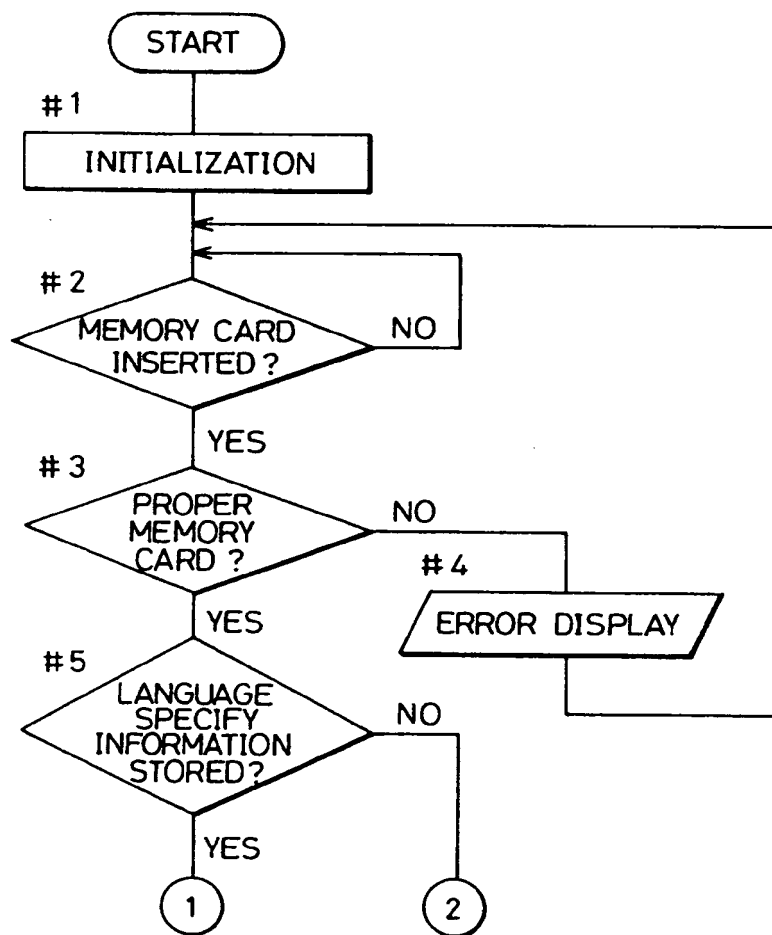 START
#1
INITIALIZATION
#2
MEMORY CARD
INSERTED?
NO
YES
#3
PROPER
MEMORY
CARD?
NO
#4
ERROR DISPLAY
YES
#5
LANGUAGE
SPECIFY
INFORMATION
STORED?
NO
YES
1
2